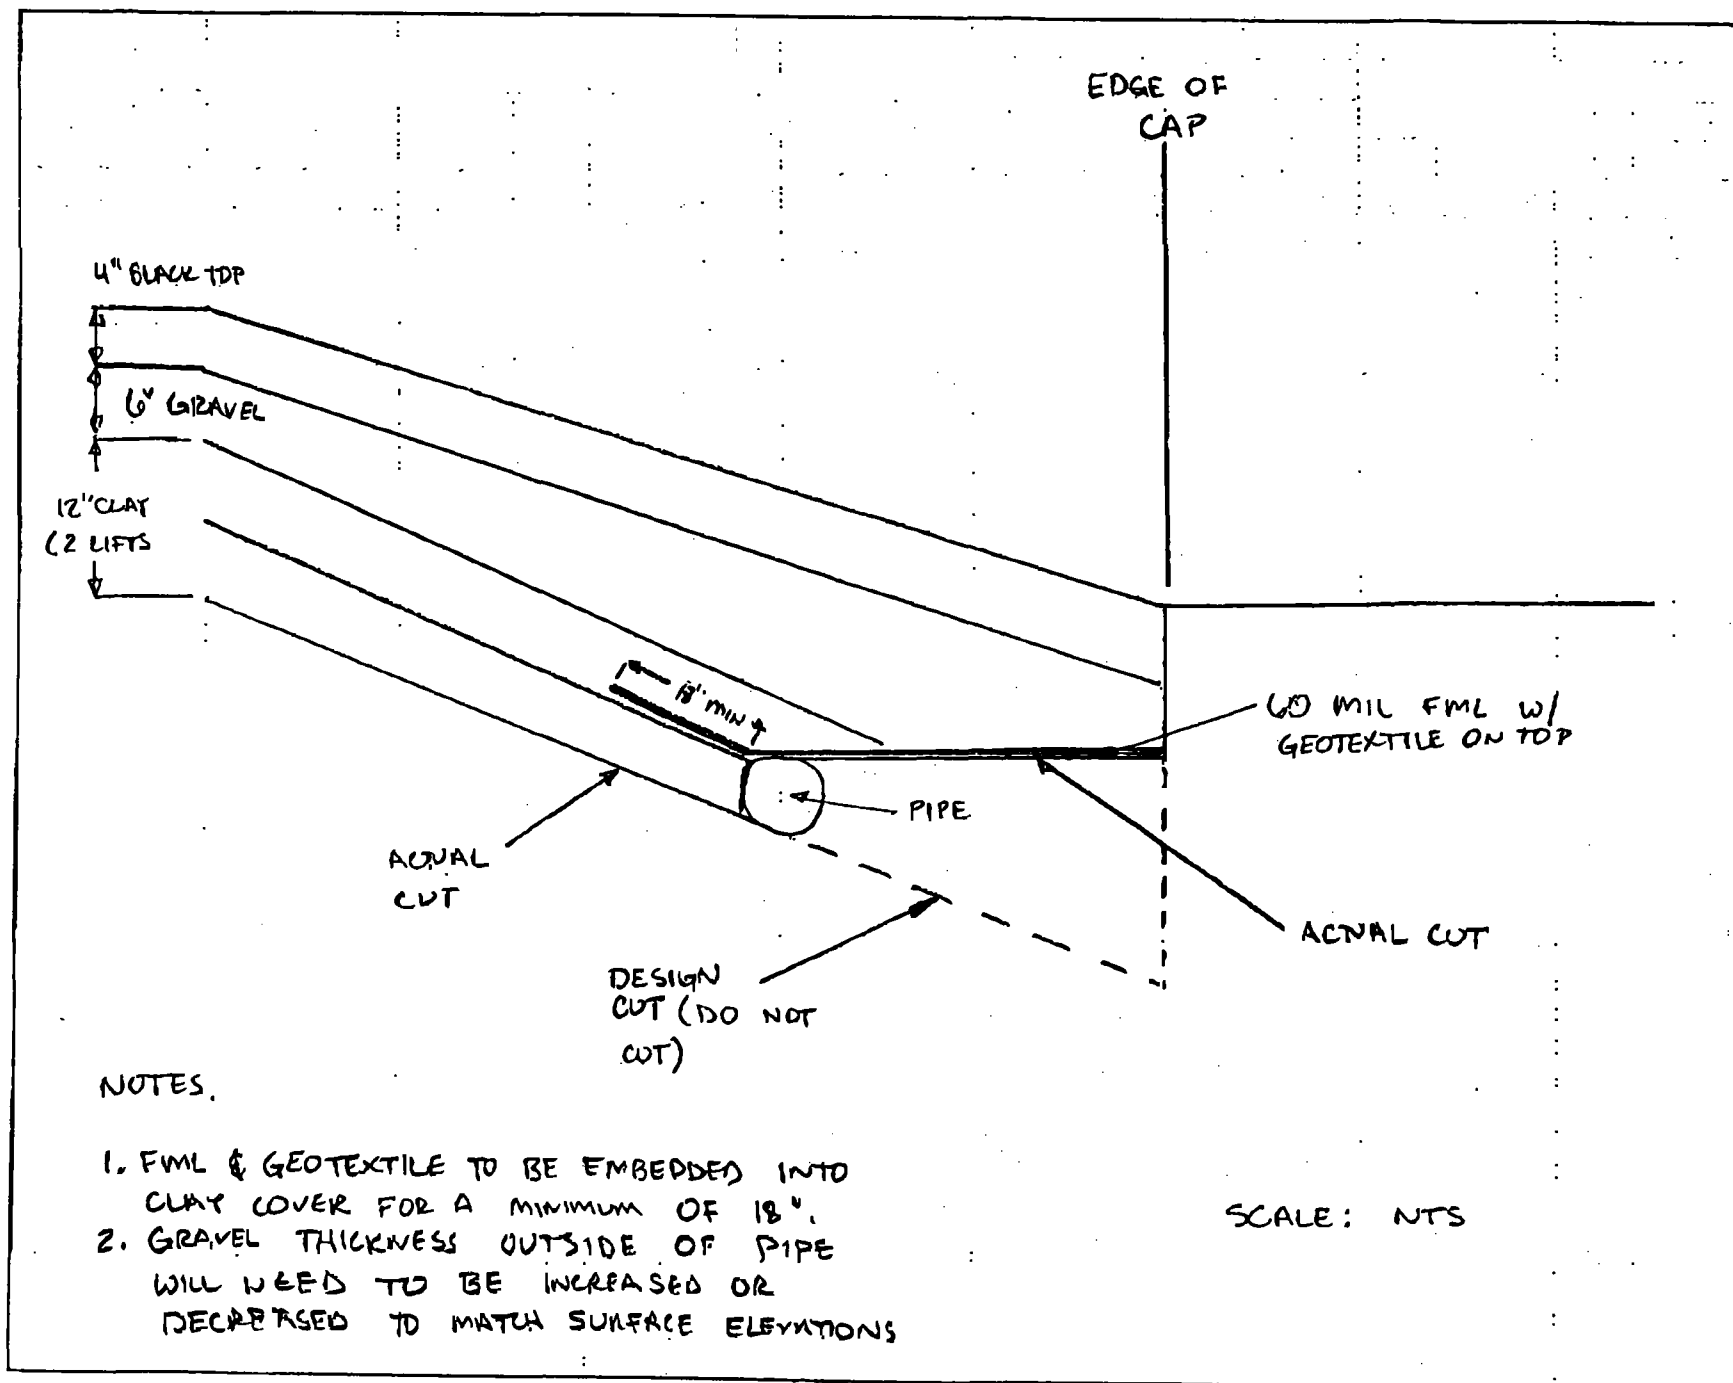 EDGE OF
CAP
4" BLACK TOP
6" GRAVEL
12" CLAY
(2 LIFTS
18" MIN
60 MIL FML W/
GEOTEXTILE ON TOP
PIPE
ACTUAL
CUT
ACTUAL CUT
DESIGN
CUT (DO NOT
CUT)
NOTES.
1. FML & GEOTEXTILE TO BE EMBEDDED INTO
CLAY COVER FOR A MINIMUM OF 18".
2. GRAVEL THICKNESS OUTSIDE OF PIPE
WILL NEED TO BE INCREASED OR
DECREASED TO MATCH SURFACE ELEVATIONS
SCALE: NTS